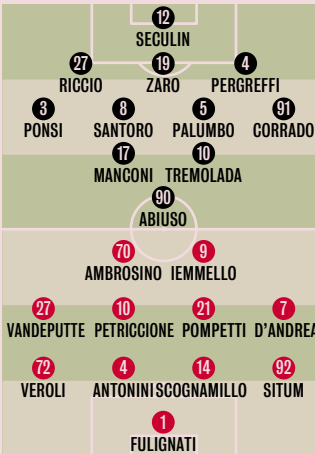 12
SECULIN
27 19 4
RICCIO ZARO PERGREFFI
3 8 5 91
PONSI SANTORO PALUMBO CORRADO
17 10
MANCONI TREMOLADA
90
ABIUSO
70 9
AMBROSINO IEMMELLO
27 10 21 7
VANDEPUTTE PETRICCIONE POMPETTI D'ANDREA
72 4 14 92
VEROLI ANTONINI SCOGNAMILLO SITUM
1
FULIGNATI